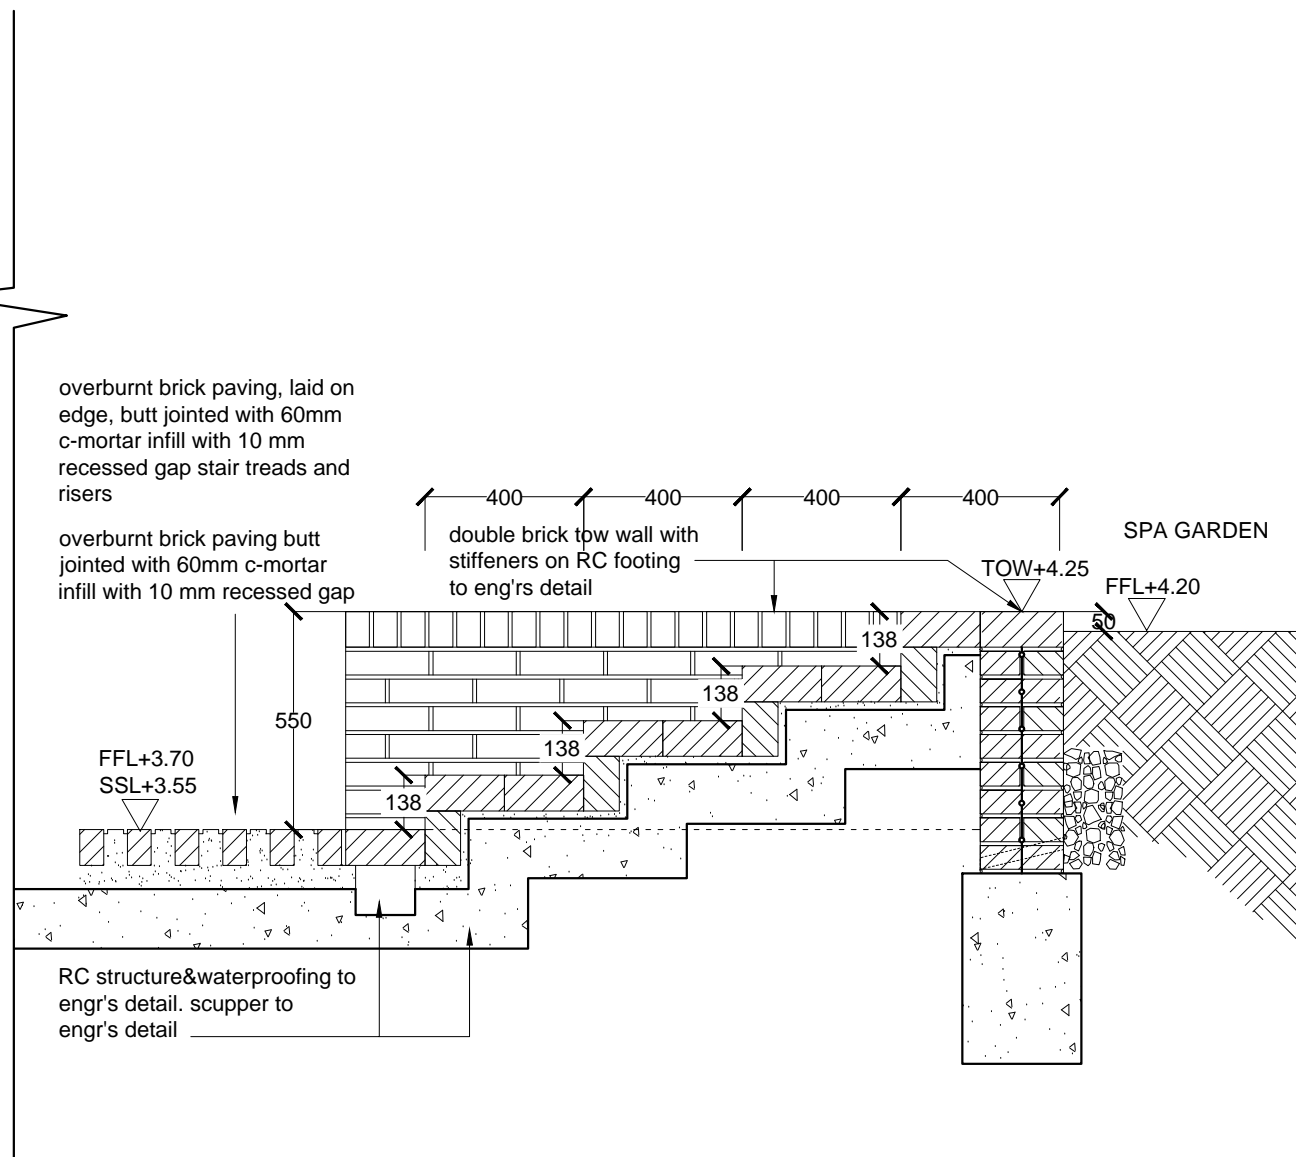 overburnt brick paving, laid on
edge, butt jointed with 60mm
c-mortar infill with 10 mm
recessed gap stair treads and
risers
400
400
400
400
overburnt brick paving butt
jointed with 60mm c-mortar
infill with 10 mm recessed gap
double brick tow wall with
stiffeners on RC footing
to eng'rs detail
SPA GARDEN
TOW+4.25
FFL+4.20
50
138
138
138
138
550
FFL+3.70
SSL+3.55
RC structure&waterproofing to
engr's detail. scupper to
engr's detail